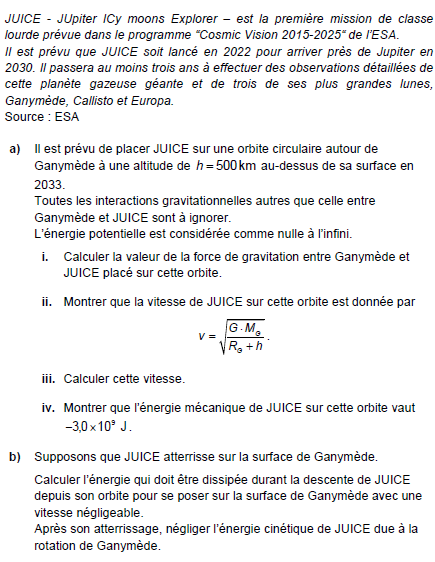 JUICE - JUpiter ICy moons Explorer – est la première mission de classe
lourde prévue dans le programme "Cosmic Vision 2015-2025" de l'ESA.
Il est prévu que JUICE soit lancé en 2022 pour arriver près de Jupiter en
2030. Il passera au moins trois ans à effectuer des observations détaillées de
cette planète gazeuse géante et de trois de ses plus grandes lunes,
Ganymède, Callisto et Europa.
Source : ESA
a) Il est prévu de placer JUICE sur une orbite circulaire autour de
Ganymède à une altitude de h = 500 km au-dessus de sa surface en
2033.
Toutes les interactions gravitationnelles autres que celle entre
Ganymède et JUICE sont à ignorer.
L'énergie potentielle est considérée comme nulle à l'infini.
i. Calculer la valeur de la force de gravitation entre Ganymède et
JUICE placé sur cette orbite.
ii. Montrer que la vitesse de JUICE sur cette orbite est donnée par
v = √(G·M_G / (R_G + h)).
iii. Calculer cette vitesse.
iv. Montrer que l'énergie mécanique de JUICE sur cette orbite vaut
−3,0×10⁹ J.
b) Supposons que JUICE atterrisse sur la surface de Ganymède.
Calculer l'énergie qui doit être dissipée durant la descente de JUICE
depuis son orbite pour se poser sur la surface de Ganymède avec une
vitesse négligeable.
Après son atterrissage, négliger l'énergie cinétique de JUICE due à la
rotation de Ganymède.